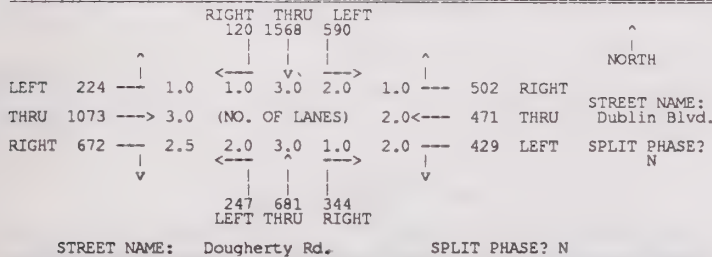 RIGHT THRU LEFT
120 1568 590
^
| | | |
^ | | | ^ NORTH
| <--- v <---> |
LEFT 224 --- 1.0 1.0 3.0 2.0 1.0 --- 502 RIGHT
STREET NAME:
THRU 1073 ---> 3.0 (NO. OF LANES) 2.0<--- 471 THRU Dublin Blvd.
RIGHT 672 --- 2.5 2.0 3.0 1.0 2.0 --- 429 LEFT SPLIT PHASE?
| <--- ^ ---> | N
v | | | v
247 681 344
LEFT THRU RIGHT
STREET NAME: Dougherty Rd. SPLIT PHASE? N